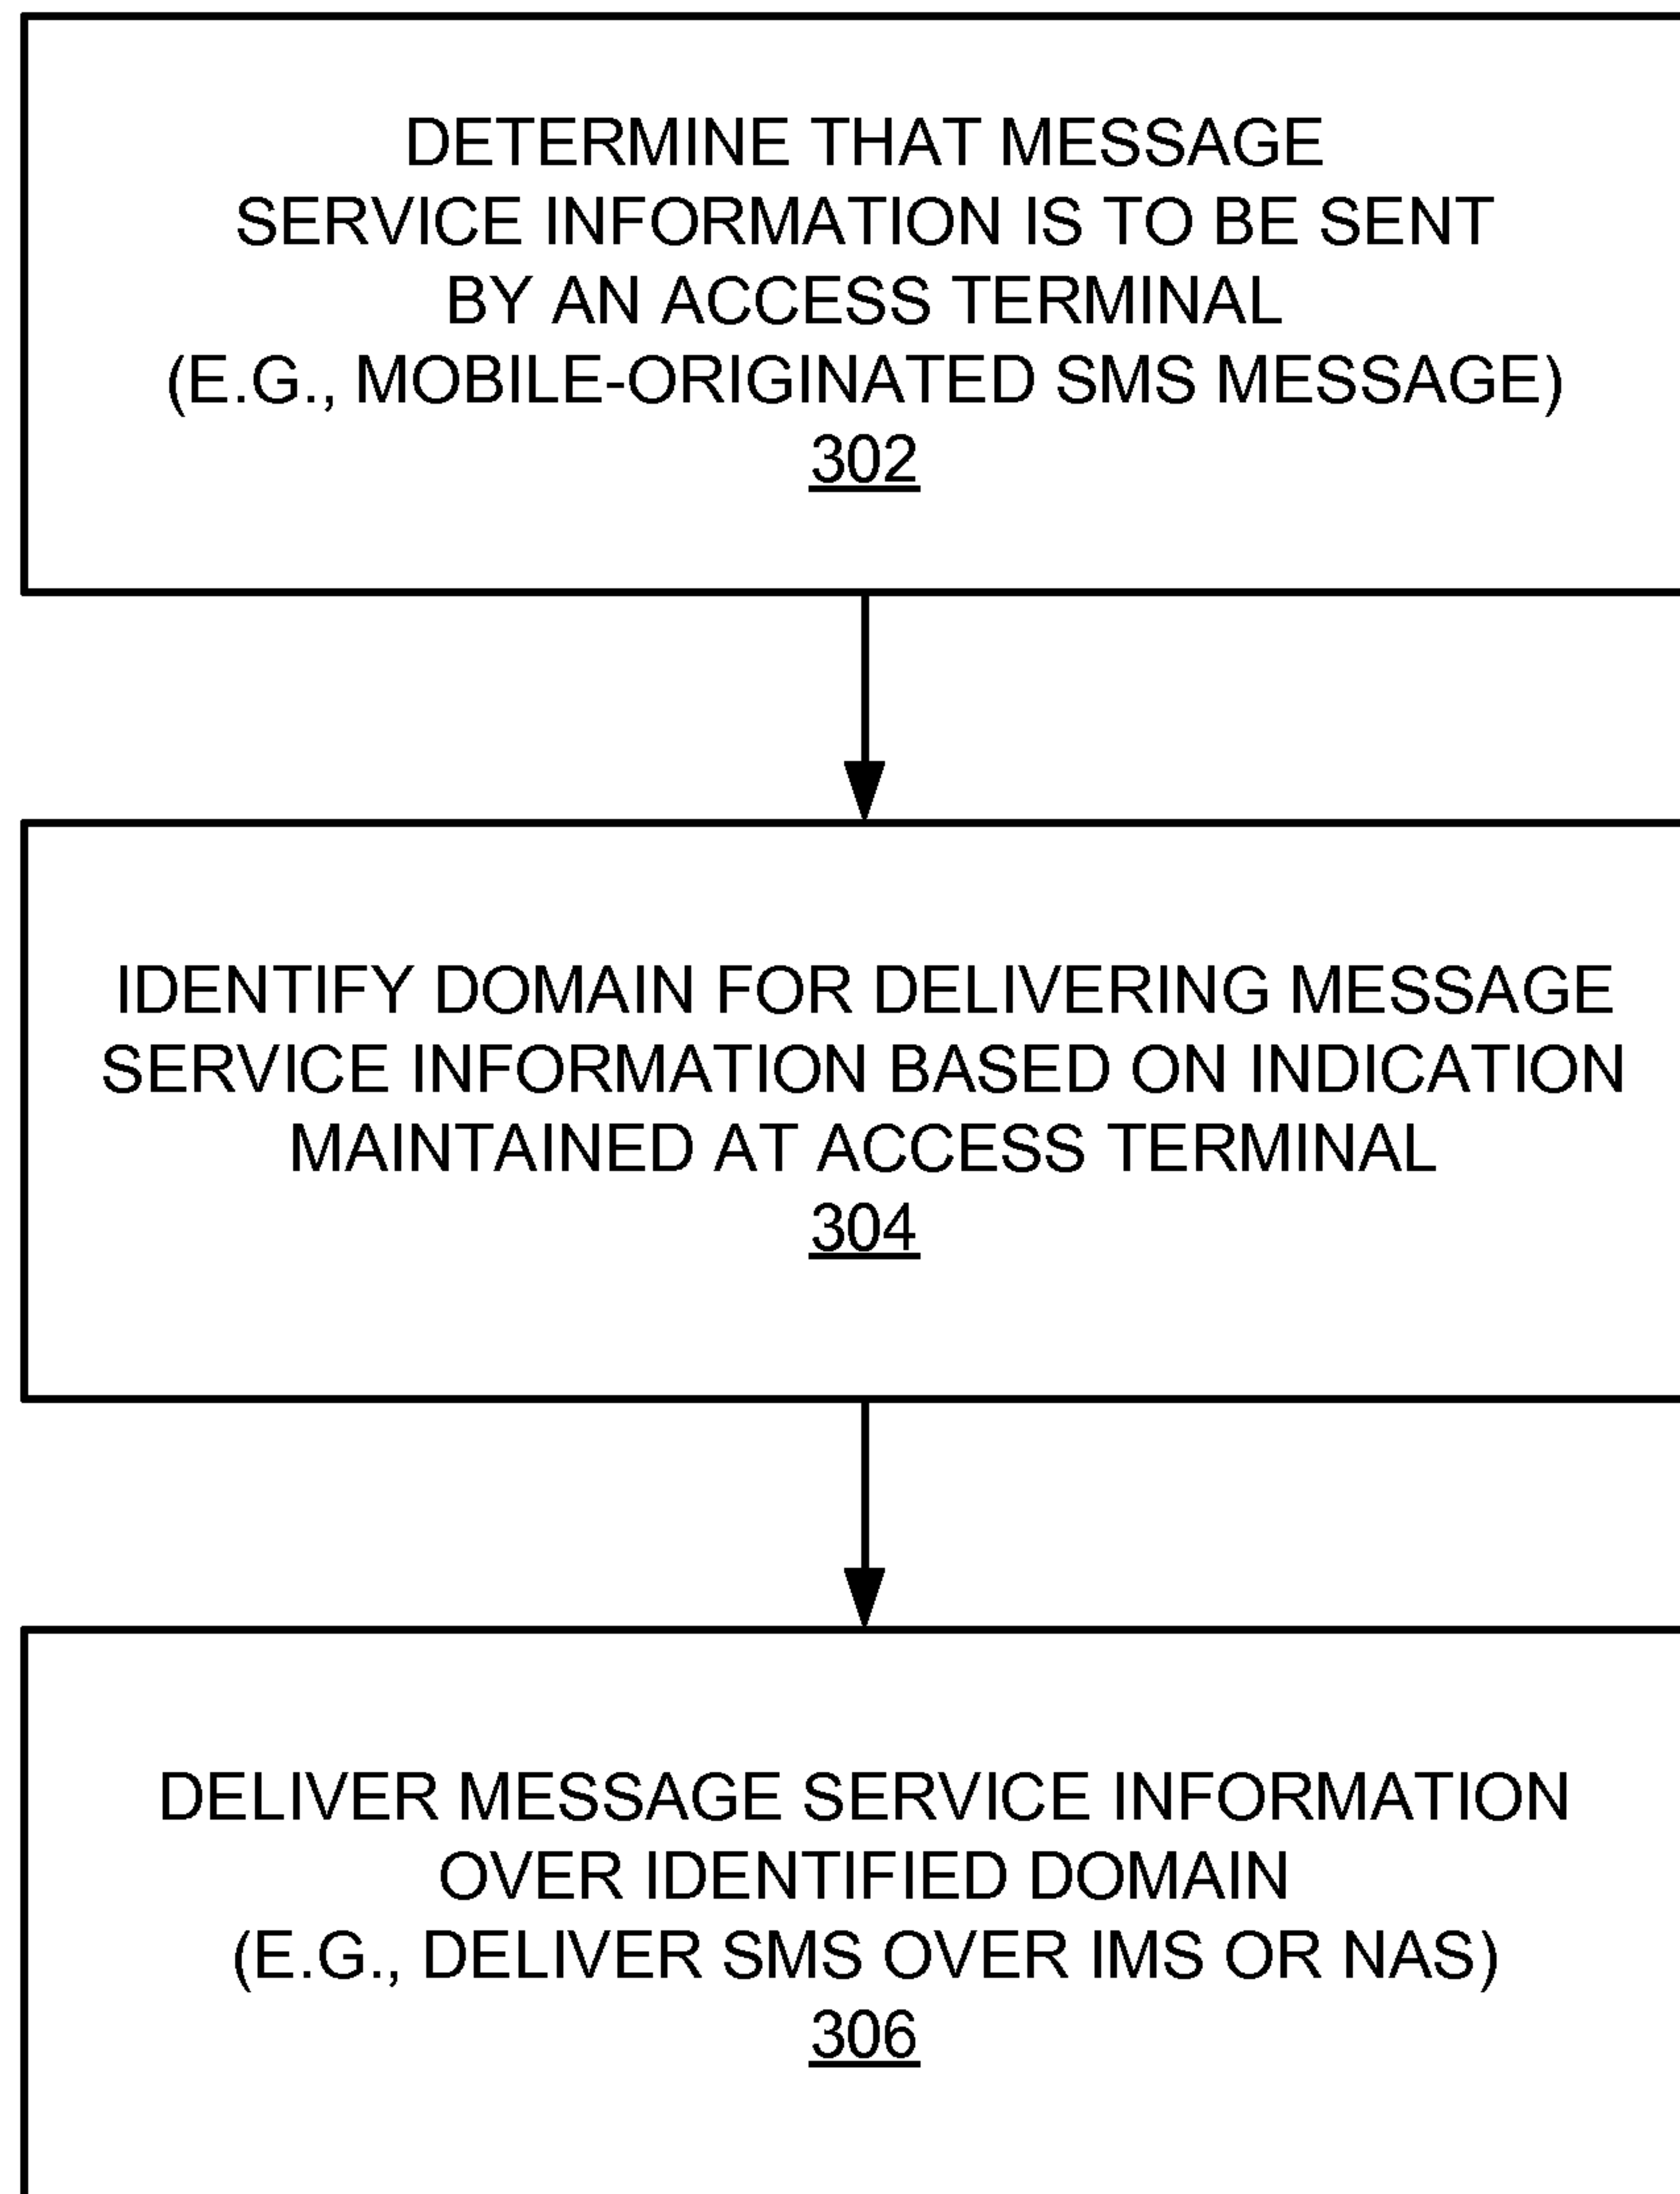 DETERMINE THAT MESSAGE
SERVICE INFORMATION IS TO BE SENT
BY AN ACCESS TERMINAL
(E.G., MOBILE-ORIGINATED SMS MESSAGE)
302
IDENTIFY DOMAIN FOR DELIVERING MESSAGE
SERVICE INFORMATION BASED ON INDICATION
MAINTAINED AT ACCESS TERMINAL
304
DELIVER MESSAGE SERVICE INFORMATION
OVER IDENTIFIED DOMAIN
(E.G., DELIVER SMS OVER IMS OR NAS)
306